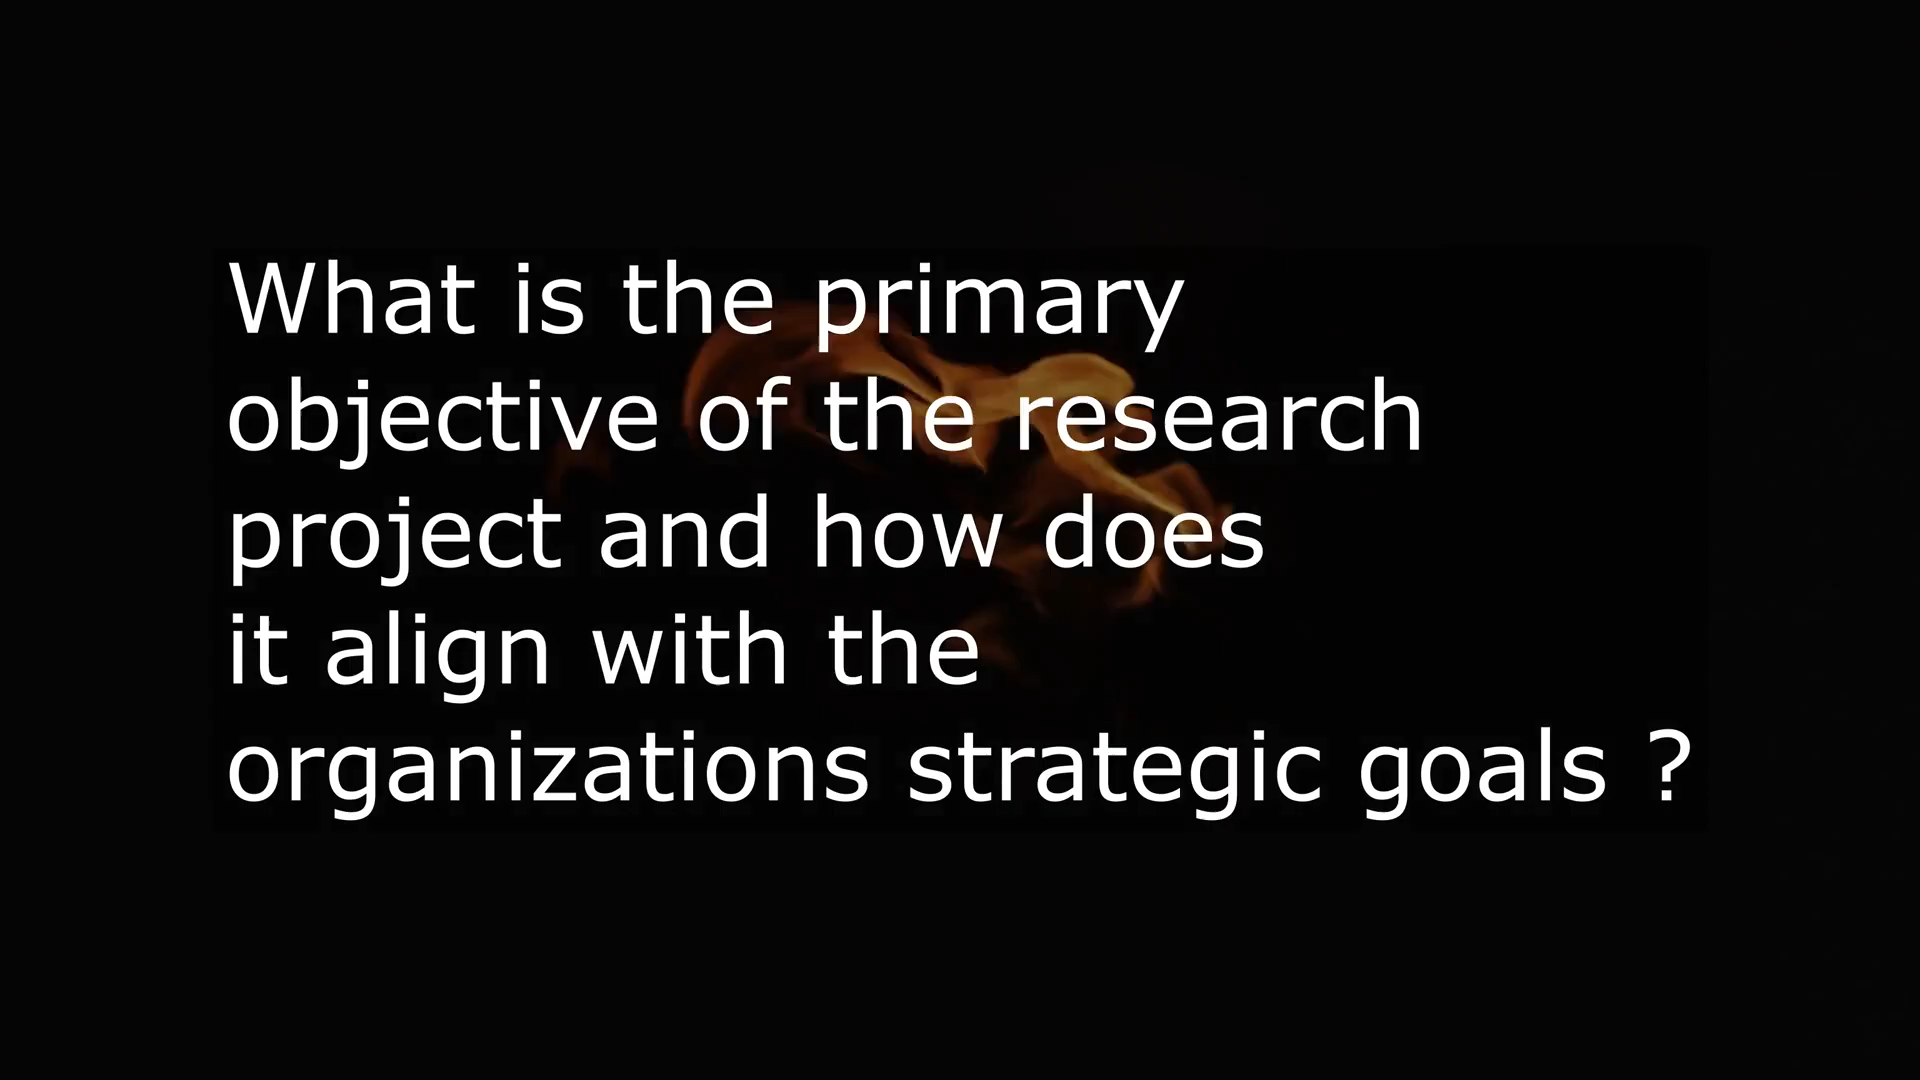 What is the primary
objective of the research
project and how does
it align with the
organizations strategic goals ?